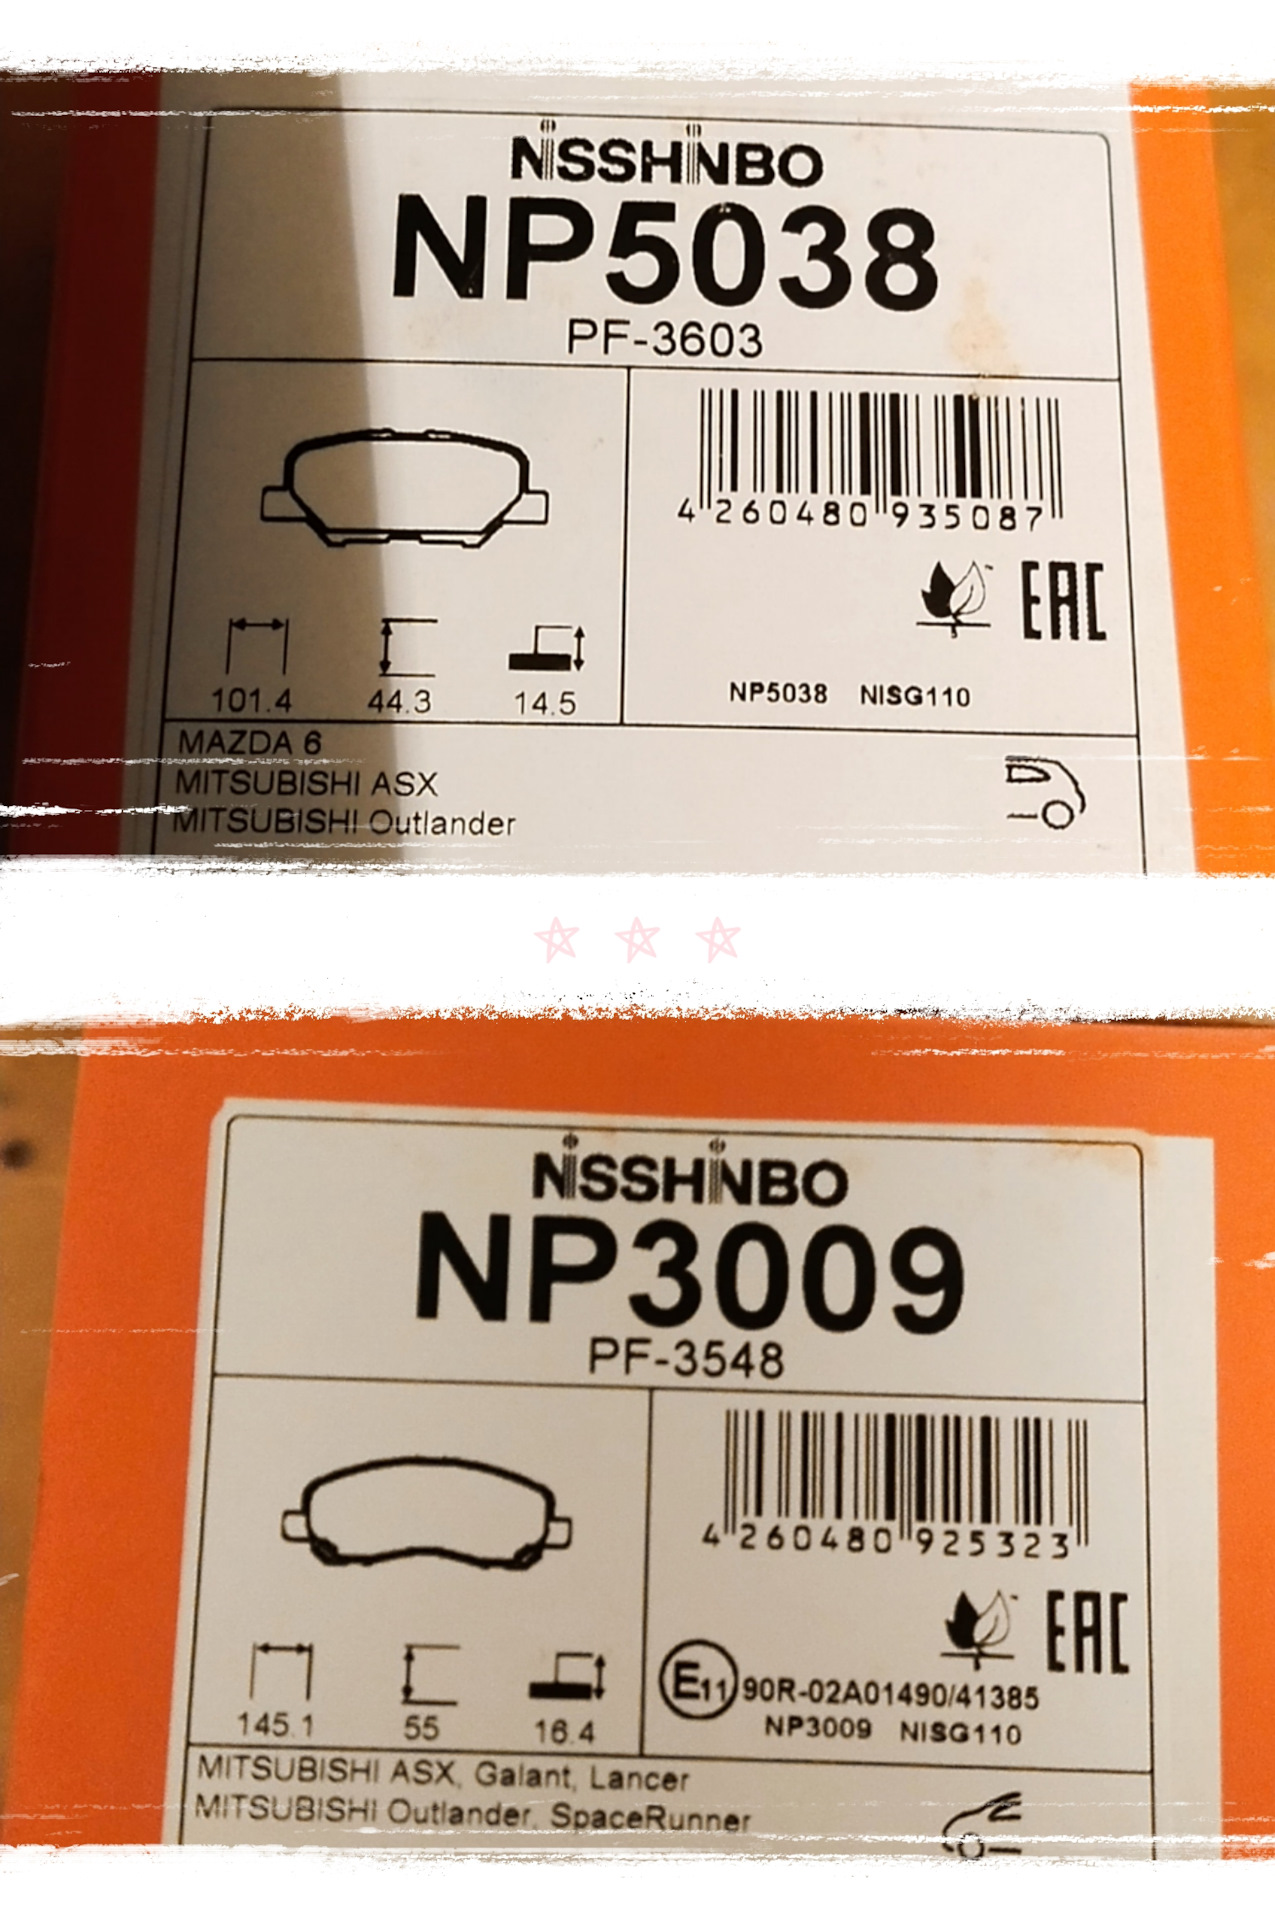 NISSHINBO
NP5038
PF-3603
4 260480 935087
EAC
101.4 44.3 14.5
NP5038 NISG110
MAZDA 6
MITSUBISHI ASX
MITSUBISHI Outlander
NISSHINBO
NP3009
PF-3548
4 260480 925323
EAC
E11 90R-02A01490/41385
145.1 55 16.4
NP3009 NISG110
MITSUBISHI ASX, Galant, Lancer
MITSUBISHI Outlander, SpaceRunner